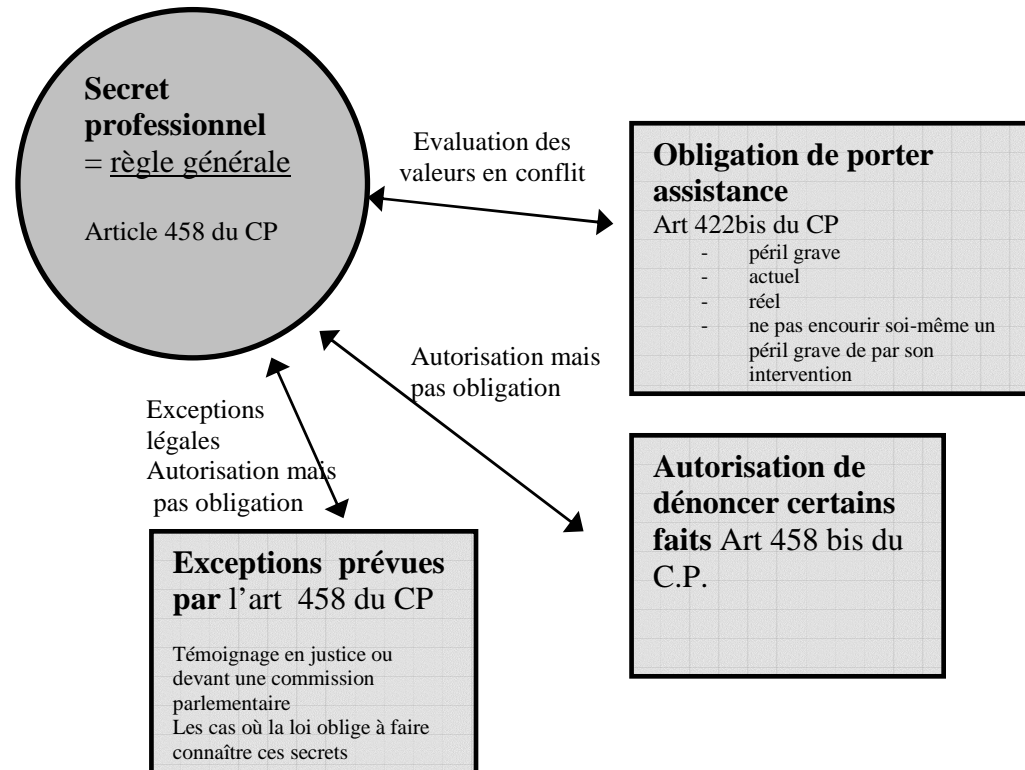 Secret
professionnel
= règle générale
Article 458 du CP
Evaluation des
valeurs en conflit
Obligation de porter
assistance
Art 422bis du CP
- péril grave
- actuel
- réel
- ne pas encourir soi-même un
péril grave de par son
intervention
Autorisation mais
pas obligation
Exceptions
légales
Autorisation mais
pas obligation
Autorisation de
dénoncer certains
faits Art 458 bis du
C.P.
Exceptions prévues
par l’art 458 du CP
Témoignage en justice ou
devant une commission
parlementaire
Les cas où la loi oblige à faire
connaître ces secrets